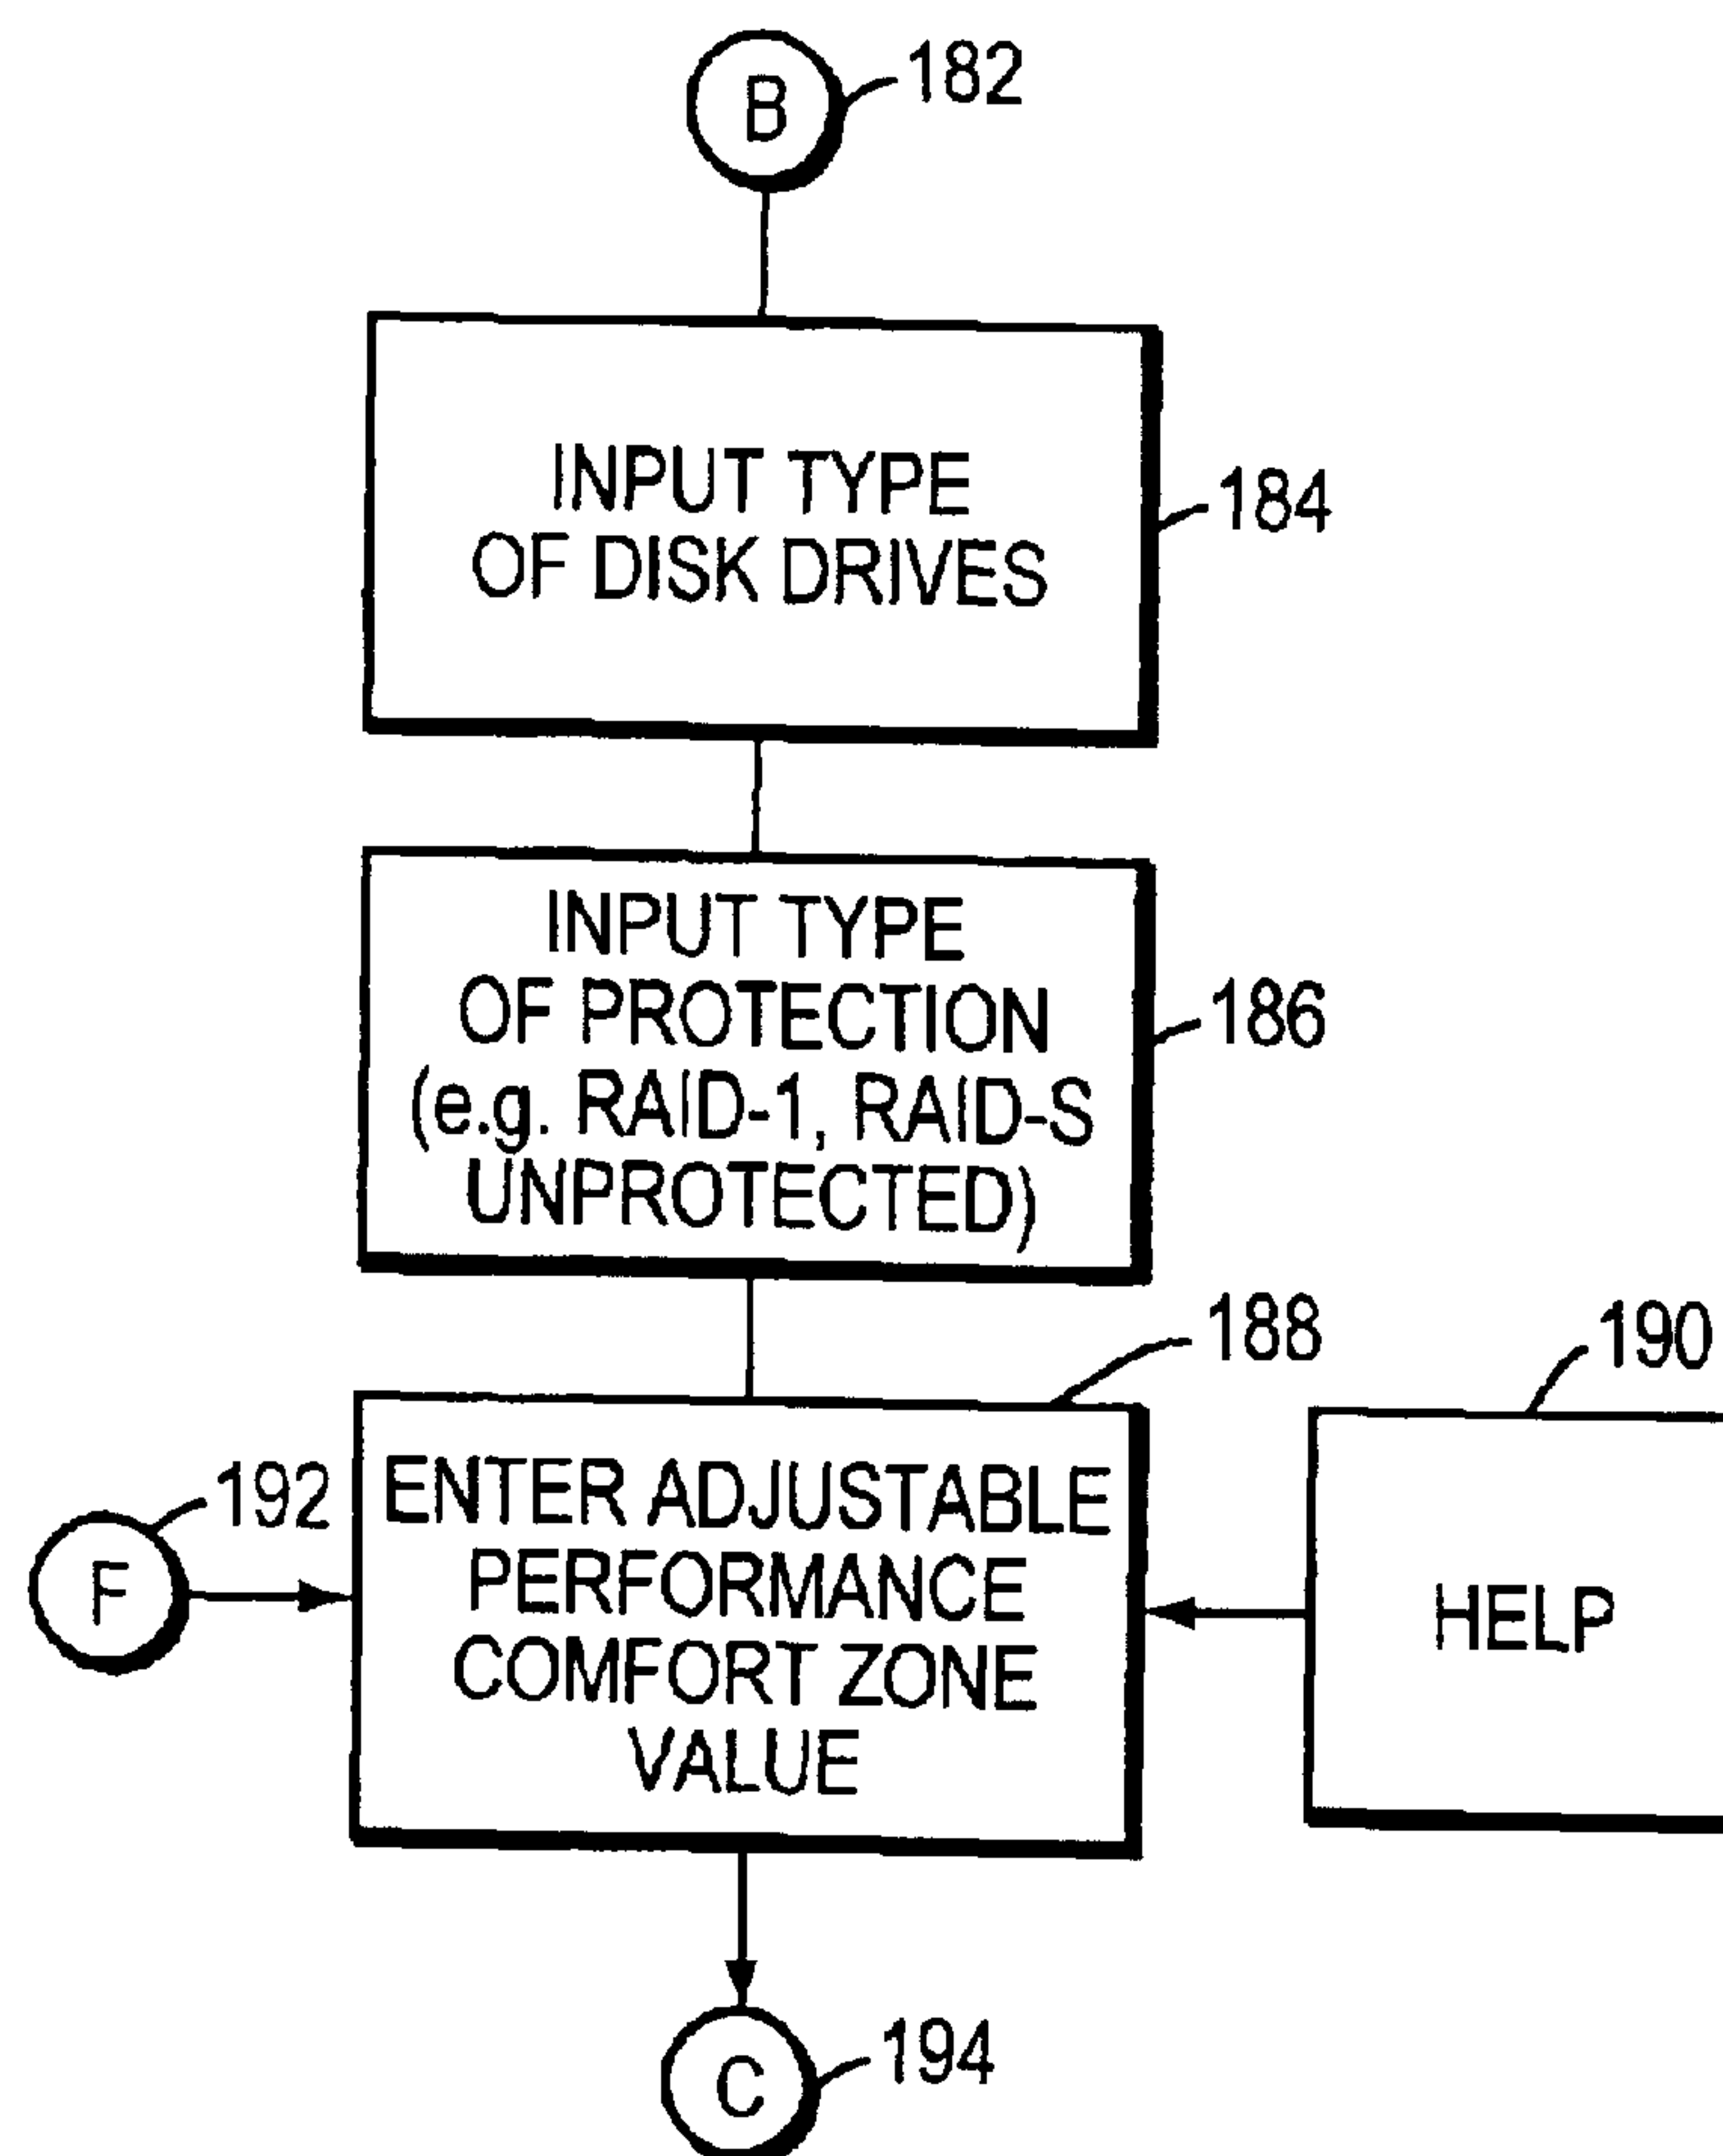 B
182
INPUT TYPE
OF DISK DRIVES
184
INPUT TYPE
OF PROTECTION
(e.g. RAID-1, RAID-S
UNPROTECTED)
186
188
190
192
F
ENTER ADJUSTABLE
PERFORMANCE
COMFORT ZONE
VALUE
HELP
C
194